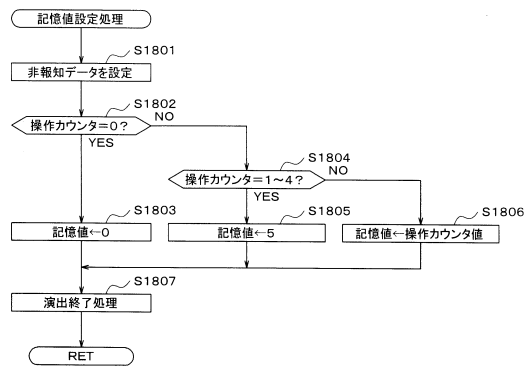 記憶値設定処理
S1801
非報知データを設定
S1802
操作カウンタ=0?
NO
YES
S1804
操作カウンタ=1~4?
NO
YES
S1803
記憶値←0
S1805
記憶値←5
S1806
記憶値←操作カウンタ値
S1807
演出終了処理
RET